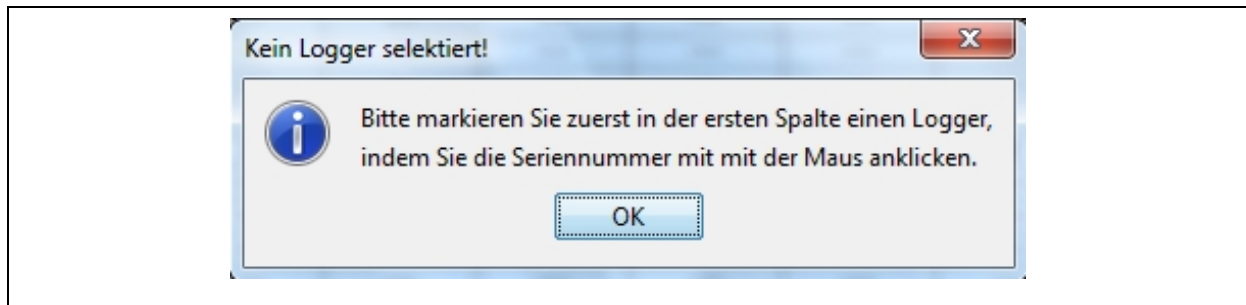 Kein Logger selektiert!
Bitte markieren Sie zuerst in der ersten Spalte einen Logger,
indem Sie die Seriennummer mit mit der Maus anklicken.
OK